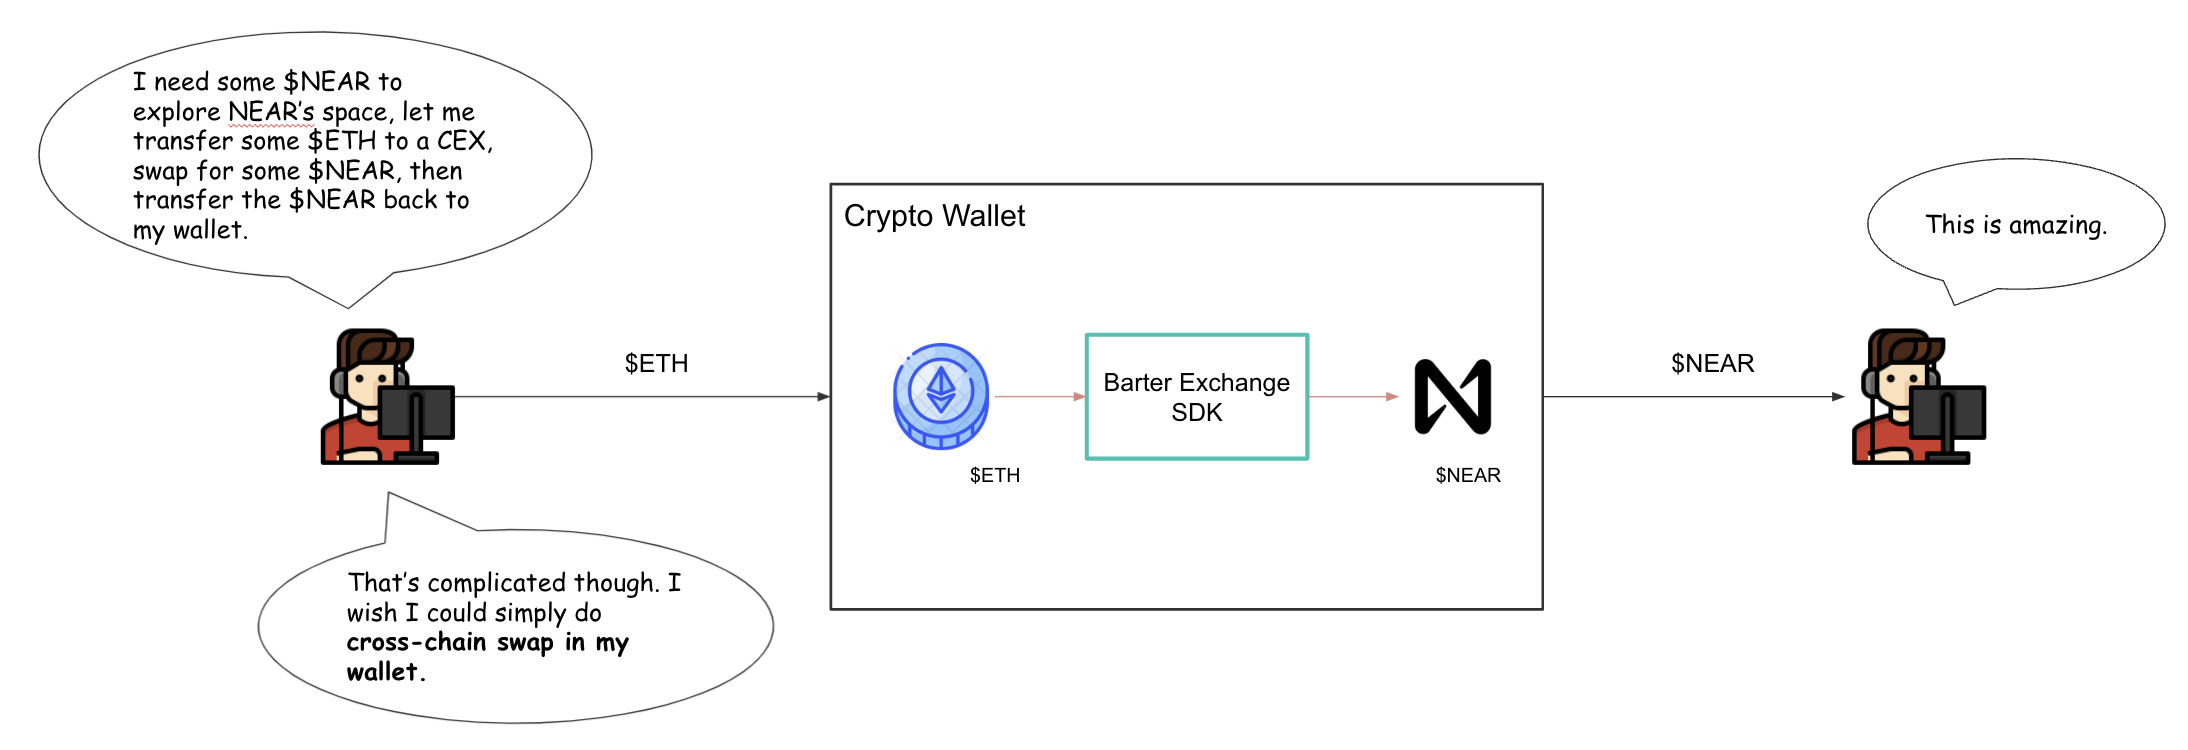 I need some $NEAR to
explore NEAR's space, let me
transfer some $ETH to a CEX,
swap for some $NEAR, then
transfer the $NEAR back to
my wallet.
That's complicated though. I
wish I could simply do
cross-chain swap in my
wallet.
$ETH
Crypto Wallet
$ETH
Barter Exchange
SDK
$NEAR
$NEAR
This is amazing.